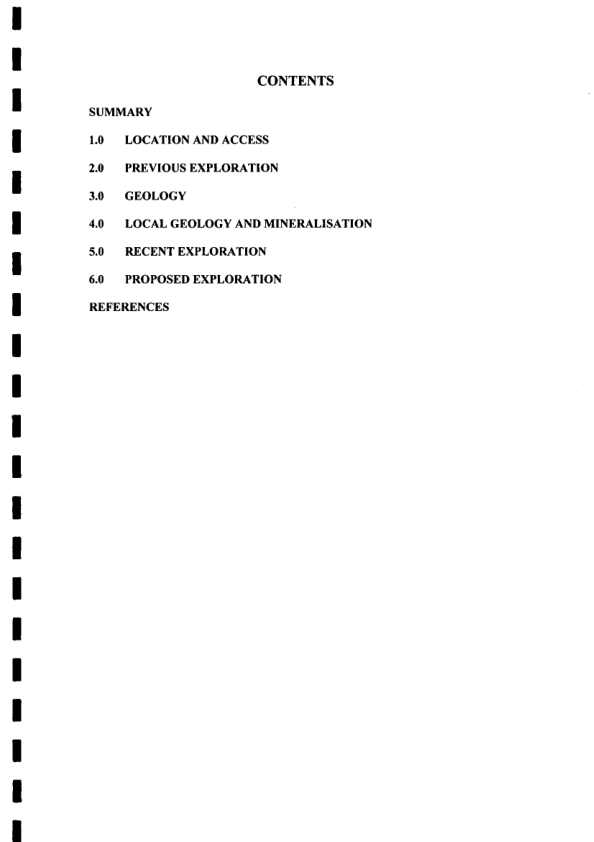 CONTENTS
SUMMARY
1.0 LOCATION AND ACCESS
2.0 PREVIOUS EXPLORATION
3.0 GEOLOGY
4.0 LOCAL GEOLOGY AND MINERALISATION
5.0 RECENT EXPLORATION
6.0 PROPOSED EXPLORATION
REFERENCES